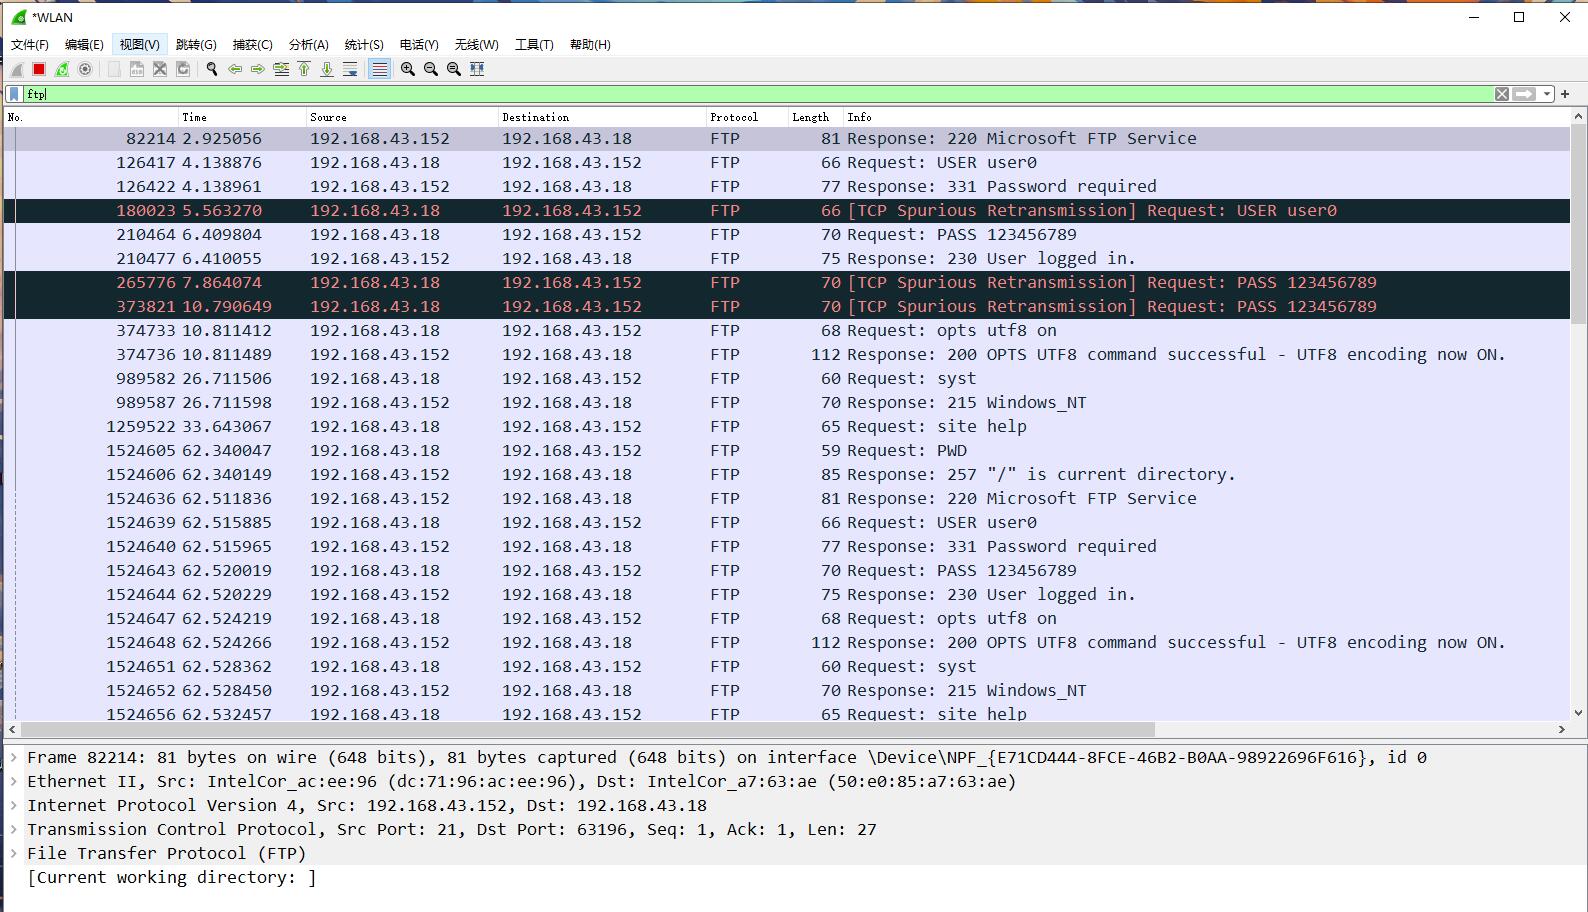 *WLAN
文件(F) 编辑(E) 视图(V) 跳转(G) 捕获(C) 分析(A) 统计(S) 电话(Y) 无线(W) 工具(T) 帮助(H)
ftp
No. Time Source Destination Protocol Length Info
82214 2.925056 192.168.43.152 192.168.43.18 FTP 81 Response: 220 Microsoft FTP Service
126417 4.138876 192.168.43.18 192.168.43.152 FTP 66 Request: USER user0
126422 4.138961 192.168.43.152 192.168.43.18 FTP 77 Response: 331 Password required
180023 5.563270 192.168.43.18 192.168.43.152 FTP 66 [TCP Spurious Retransmission] Request: USER user0
210464 6.409804 192.168.43.18 192.168.43.152 FTP 70 Request: PASS 123456789
210477 6.410055 192.168.43.152 192.168.43.18 FTP 75 Response: 230 User logged in.
265776 7.864074 192.168.43.18 192.168.43.152 FTP 70 [TCP Spurious Retransmission] Request: PASS 123456789
373821 10.790649 192.168.43.18 192.168.43.152 FTP 70 [TCP Spurious Retransmission] Request: PASS 123456789
374733 10.811412 192.168.43.18 192.168.43.152 FTP 68 Request: opts utf8 on
374736 10.811489 192.168.43.152 192.168.43.18 FTP 112 Response: 200 OPTS UTF8 command successful - UTF8 encoding now ON.
989582 26.711506 192.168.43.18 192.168.43.152 FTP 60 Request: syst
989587 26.711598 192.168.43.152 192.168.43.18 FTP 70 Response: 215 Windows_NT
1259522 33.643067 192.168.43.18 192.168.43.152 FTP 65 Request: site help
1524605 62.340047 192.168.43.18 192.168.43.152 FTP 59 Request: PWD
1524606 62.340149 192.168.43.152 192.168.43.18 FTP 85 Response: 257 "/" is current directory.
1524636 62.511836 192.168.43.152 192.168.43.18 FTP 81 Response: 220 Microsoft FTP Service
1524639 62.515885 192.168.43.18 192.168.43.152 FTP 66 Request: USER user0
1524640 62.515965 192.168.43.152 192.168.43.18 FTP 77 Response: 331 Password required
1524643 62.520019 192.168.43.18 192.168.43.152 FTP 70 Request: PASS 123456789
1524644 62.520229 192.168.43.152 192.168.43.18 FTP 75 Response: 230 User logged in.
1524647 62.524219 192.168.43.18 192.168.43.152 FTP 68 Request: opts utf8 on
1524648 62.524266 192.168.43.152 192.168.43.18 FTP 112 Response: 200 OPTS UTF8 command successful - UTF8 encoding now ON.
1524651 62.528362 192.168.43.18 192.168.43.152 FTP 60 Request: syst
1524652 62.528450 192.168.43.152 192.168.43.18 FTP 70 Response: 215 Windows_NT
1524656 62.532457 192.168.43.18 192.168.43.152 FTP 65 Request: site help
Frame 82214: 81 bytes on wire (648 bits), 81 bytes captured (648 bits) on interface \Device\NPF_{E71CD444-8FCE-46B2-B0AA-98922696F616}, id 0
Ethernet II, Src: IntelCor_ac:ee:96 (dc:71:96:ac:ee:96), Dst: IntelCor_a7:63:ae (50:e0:85:a7:63:ae)
Internet Protocol Version 4, Src: 192.168.43.152, Dst: 192.168.43.18
Transmission Control Protocol, Src Port: 21, Dst Port: 63196, Seq: 1, Ack: 1, Len: 27
File Transfer Protocol (FTP)
[Current working directory: ]